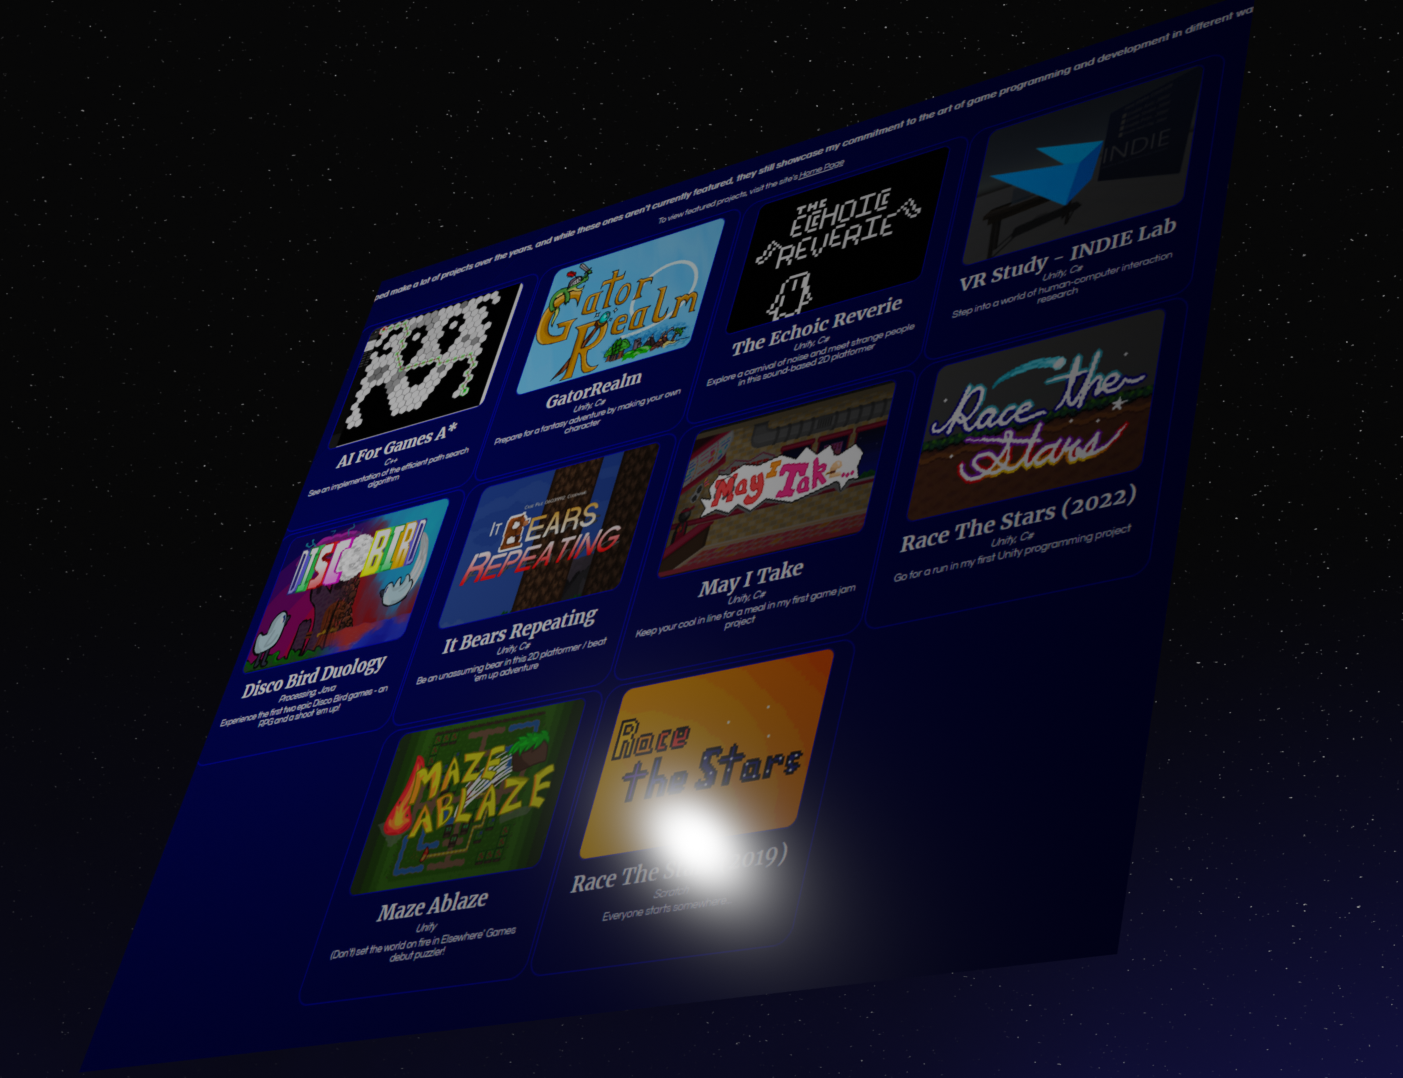 ped make a lot of projects over the years, and while these ones aren't currently featured, they still showcase my commitment to the art of game programming and development in different wa
To view featured projects, visit the site's Home Page
AI For Games A*
C++
See an implementation of the efficient path search
algorithm
Gator
Realm
GatorRealm
Unity, C#
Prepare for a fantasy adventure by making your own
character
THE
ECHOIC
REVERIE
The Echoic Reverie
Unity, C#
Explore a carnival of noise and meet strange people
in this sound-based 2D platformer
INDIE
VR Study - INDIE Lab
Unity, C#
Step into a world of human-computer interaction
research
DISCO BIRD
Disco Bird Duology
Processing, Java
Experience the first two epic Disco Bird games - an
RPG and a shoot 'em up!
IT BEARS
REPEATING
It Bears Repeating
Unity, C#
Be an unassuming bear in this 2D platformer / beat
'em up adventure
May I Take...
May I Take
Unity, C#
Keep your cool in line for a meal in my first game jam
project
Race the
Stars
Race The Stars (2022)
Unity, C#
Go for a run in my first Unity programming project
MAZE
ABLAZE
Maze Ablaze
Unity
(Don't) set the world on fire in Elsewhere' Games
debut puzzler!
Race
the Stars
Race The 2019)
Scratch
Everyone starts somewhere